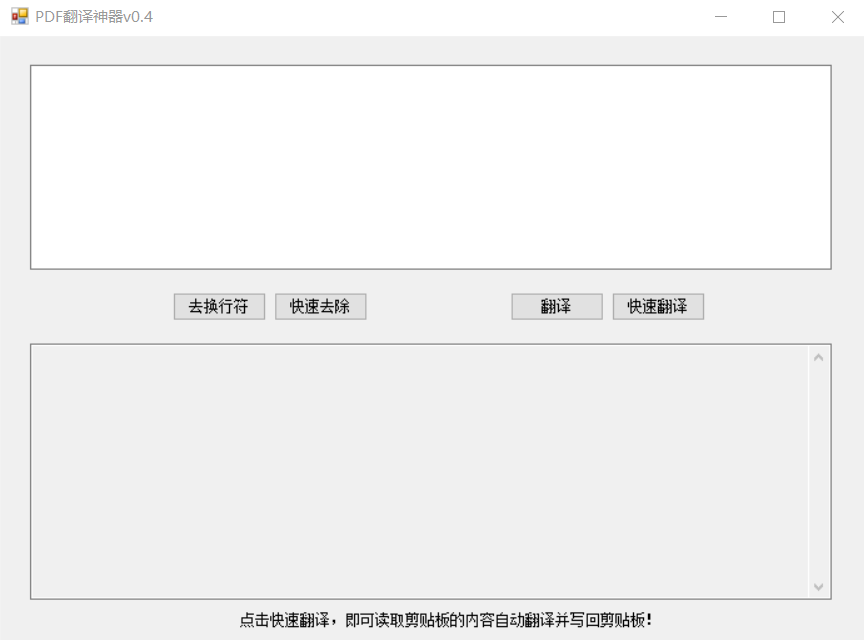 PDF翻译神器v0.4
去换行符 快速去除 翻译 快速翻译
点击快速翻译，即可读取剪贴板的内容自动翻译并写回剪贴板！